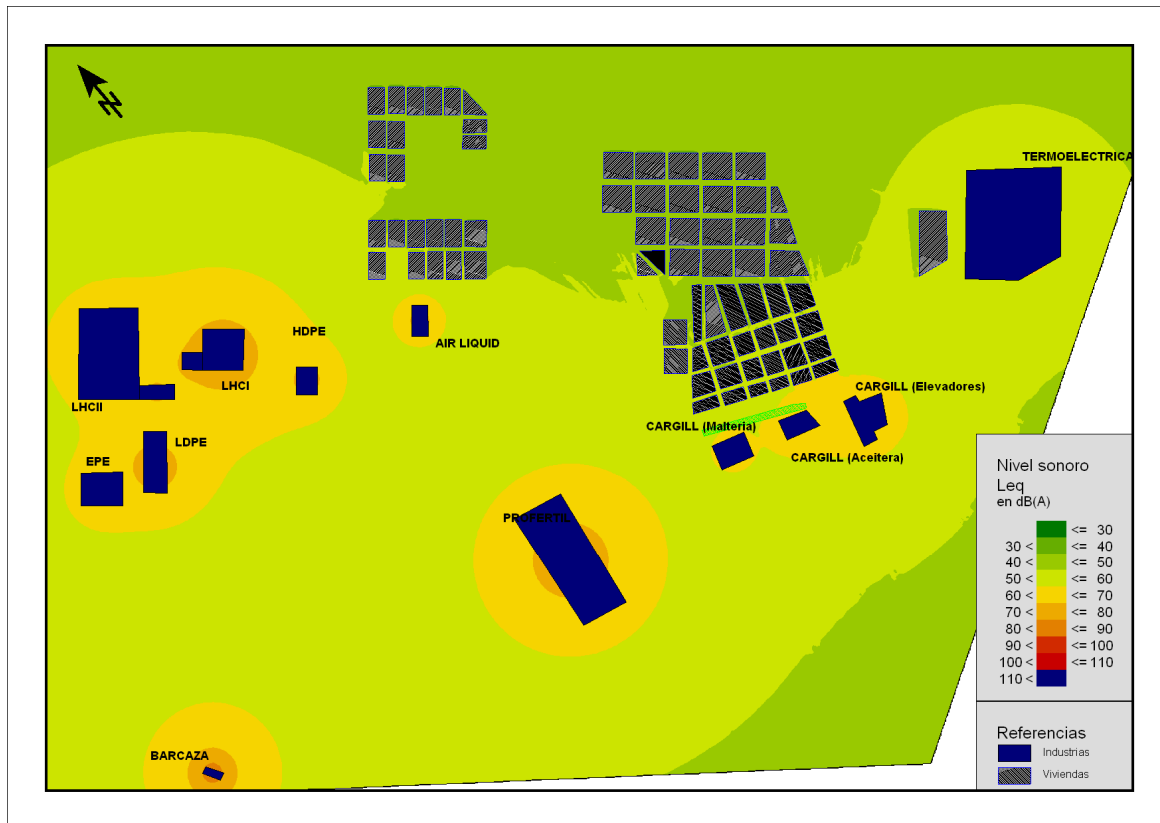 N
TERMOELECTRICA
HDPE
AIR LIQUID
LHCI
LHCII
CARGILL (Elevadores)
CARGILL (Malteria)
CARGILL (Aceitera)
LDPE
EPE
PROFERTIL
BARCAZA
Nivel sonoro
Leq
en dB(A)
<= 30
30 < <= 40
40 < <= 50
50 < <= 60
60 < <= 70
70 < <= 80
80 < <= 90
90 < <= 100
100 < <= 110
110 <
Referencias
Industrias
Viviendas